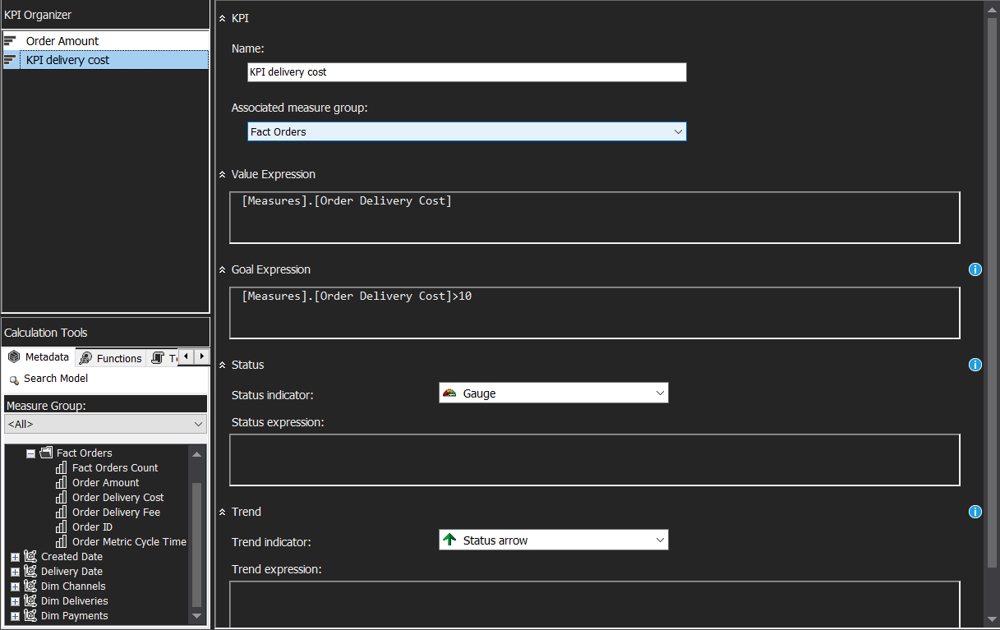 KPI Organizer
Order Amount
KPI delivery cost
Calculation Tools
Metadata
Functions
Search Model
Measure Group:
<All>
Fact Orders
Fact Orders Count
Order Amount
Order Delivery Cost
Order Delivery Fee
Order ID
Order Metric Cycle Time
Created Date
Delivery Date
Dim Channels
Dim Deliveries
Dim Payments
KPI
Name:
KPI delivery cost
Associated measure group:
Fact Orders
Value Expression
[Measures].[Order Delivery Cost]
Goal Expression
[Measures].[Order Delivery Cost]>10
Status
Status indicator:
Gauge
Status expression:
Trend
Trend indicator:
Status arrow
Trend expression: